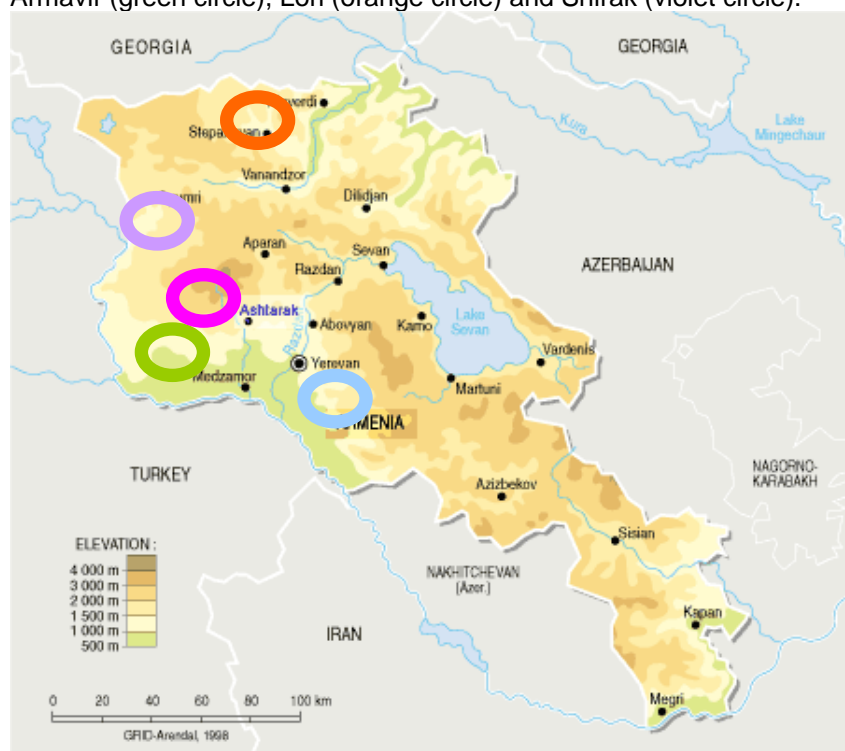 Armavir (green circle), Lori (orange circle) and Shirak (violet circle).
GEORGIA
GEORGIA
Kura
Lake
Mingechaur
Vanandzor
Dilidjan
Aparan
Sevan
AZERBAIJAN
Razdan
Ashtarak
Lake
Sevan
Abovyan
Kamo
Vardenis
Yerevan
Medzamor
Martuni
TURKEY
NAGORNO-
KARABAKH
Azizbekov
Sisian
ELEVATION :
4 000 m
3 000 m
2 000 m
1 500 m
1 000 m
500 m
NAKHITCHEVAN
(Azer.)
Kapan
IRAN
Megri
0 20 40 60 80 100 km
GRID-Arendal, 1998